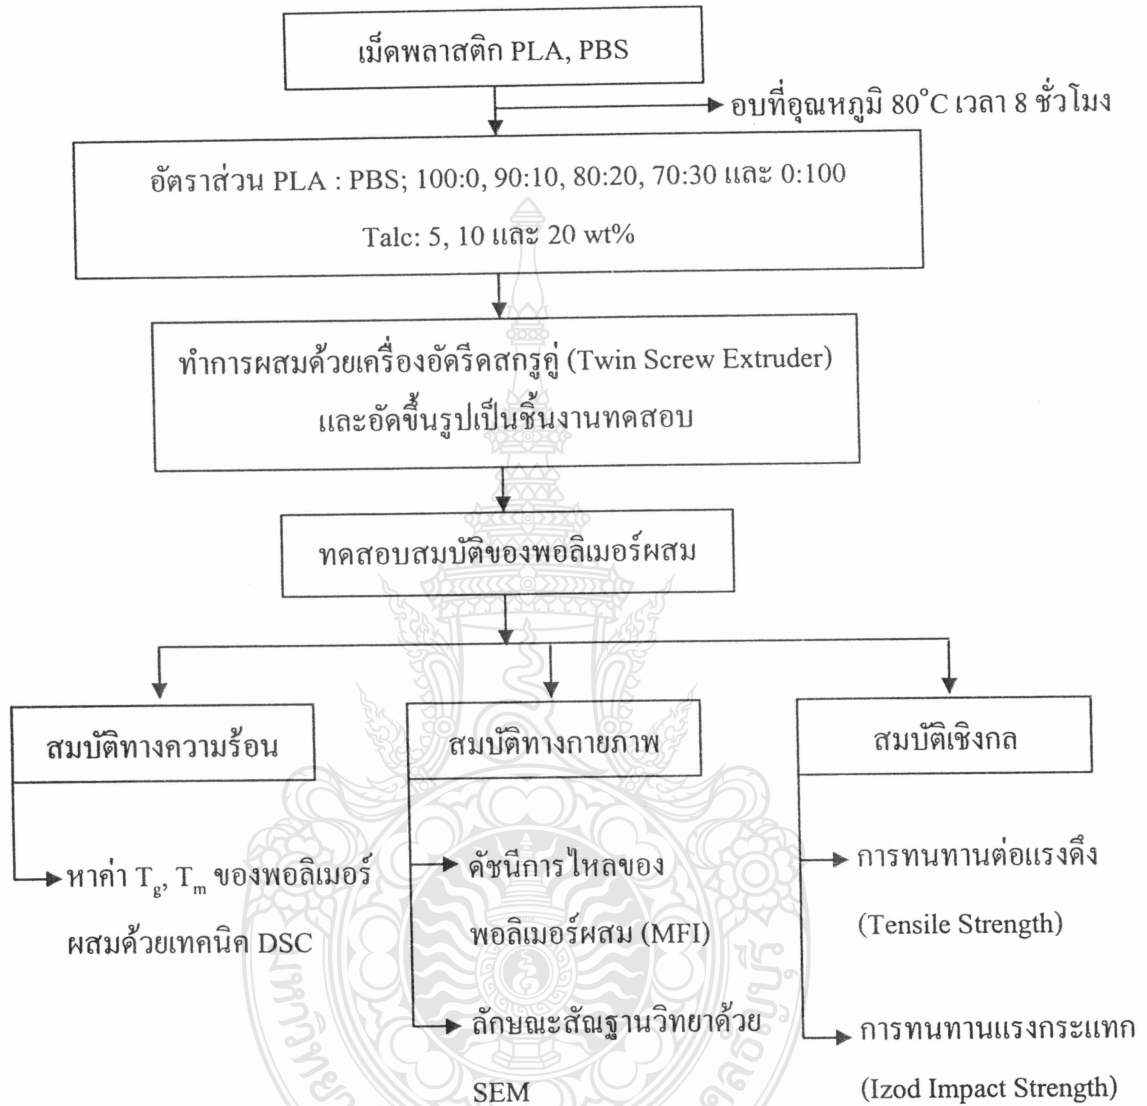 เม็ดพลาสติก PLA, PBS
อบที่อุณหภูมิ 80°C เวลา 8 ชั่วโมง
อัตราส่วน PLA : PBS; 100:0, 90:10, 80:20, 70:30 และ 0:100
Talc: 5, 10 และ 20 wt%
ทำการผสมด้วยเครื่องอัดรีดสกรูคู่ (Twin Screw Extruder)
และอัดขึ้นรูปเป็นชิ้นงานทดสอบ
ทดสอบสมบัติของพอลิเมอร์ผสม
สมบัติทางความร้อน
หาค่า Tg, Tm ของพอลิเมอร์
ผสมด้วยเทคนิค DSC
สมบัติทางกายภาพ
ดัชนีการไหลของ
พอลิเมอร์ผสม (MFI)
ลักษณะสัณฐานวิทยาด้วย
SEM
สมบัติเชิงกล
การทนทานต่อแรงดึง
(Tensile Strength)
การทนทานแรงกระแทก
(Izod Impact Strength)